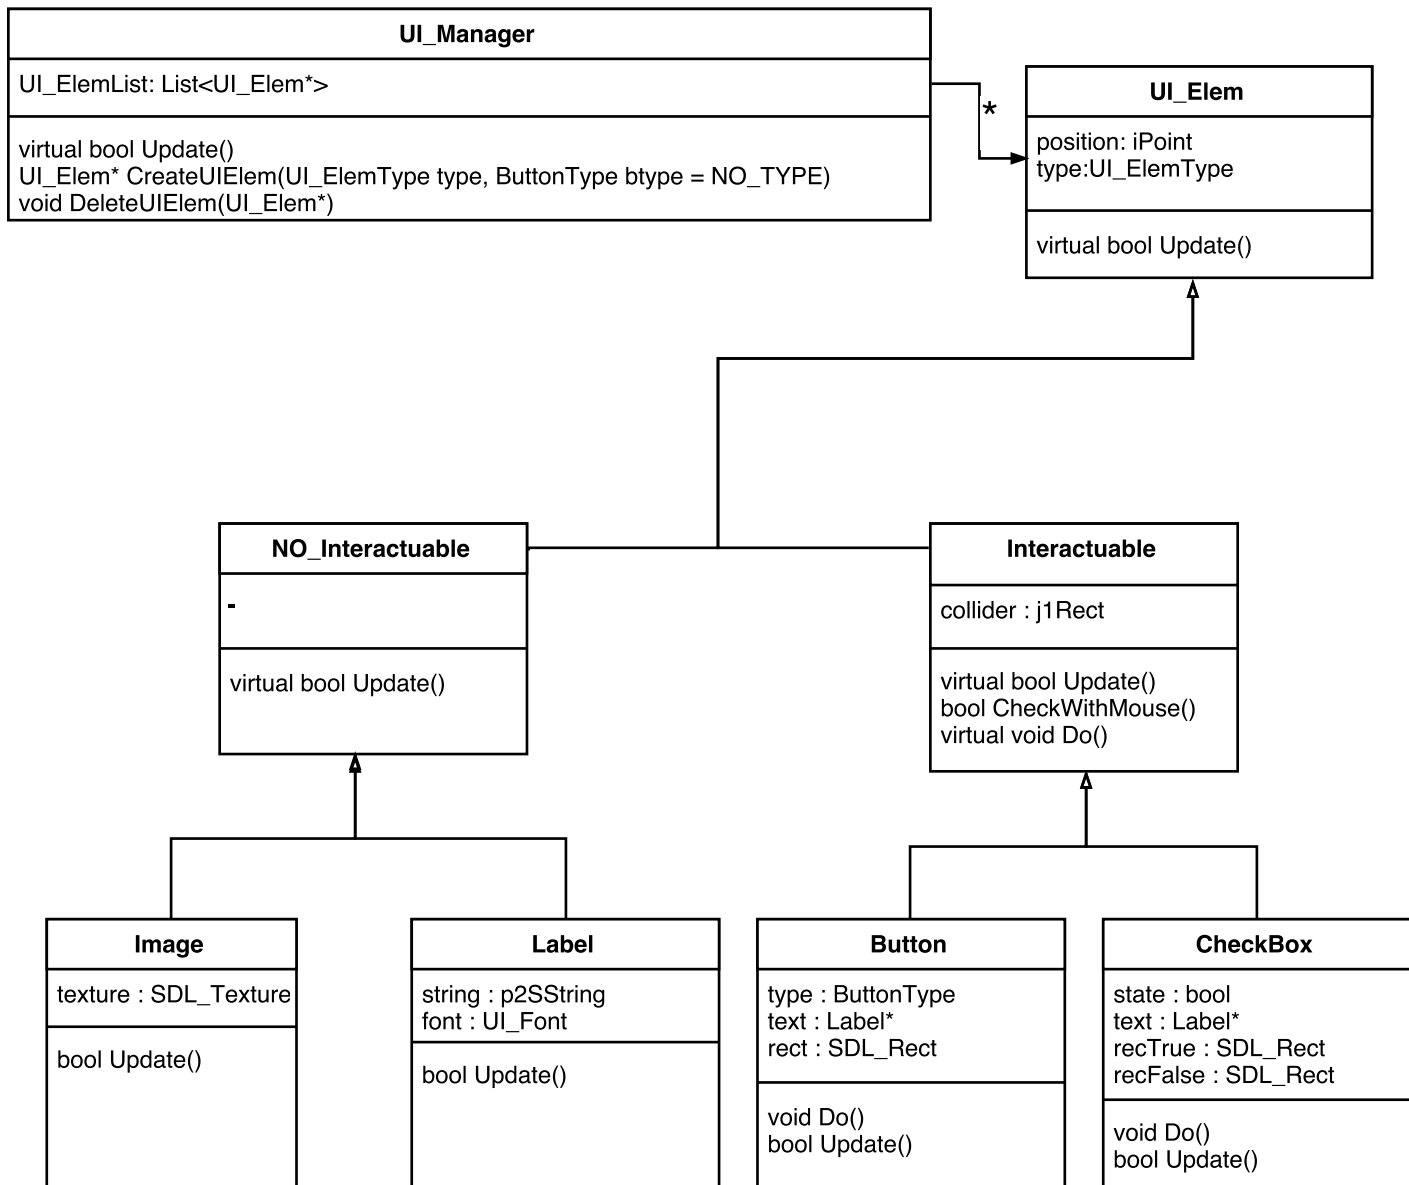 UI_Manager
UI_ElemList: List<UI_Elem*>
virtual bool Update()
UI_Elem* CreateUIElem(UI_ElemType type, ButtonType btype = NO_TYPE)
void DeleteUIElem(UI_Elem*)
*
UI_Elem
position: iPoint
type:UI_ElemType
virtual bool Update()
NO_Interactuable
-
virtual bool Update()
Interactuable
collider : j1Rect
virtual bool Update()
bool CheckWithMouse()
virtual void Do()
Image
texture : SDL_Texture
bool Update()
Label
string : p2SString
font : UI_Font
bool Update()
Button
type : ButtonType
text : Label*
rect : SDL_Rect
void Do()
bool Update()
CheckBox
state : bool
text : Label*
recTrue : SDL_Rect
recFalse : SDL_Rect
void Do()
bool Update()